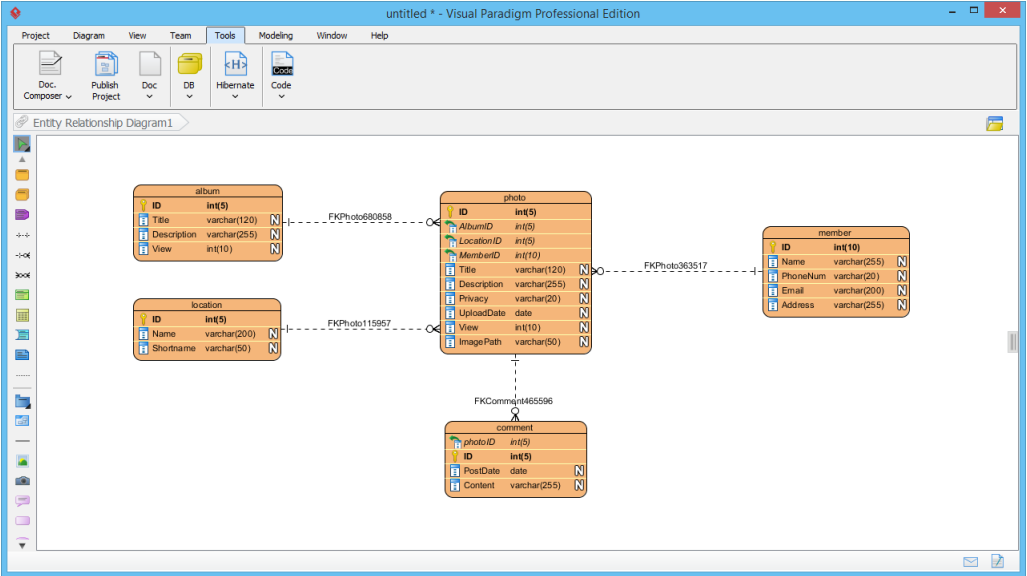 untitled * - Visual Paradigm Professional Edition
Project Diagram View Team Tools Modeling Window Help
Doc. Composer
Publish Project
Doc
DB
<H>
Hibernate
Code
Code
Entity Relationship Diagram1
album
ID int(5)
Title varchar(120) N
Description varchar(255) N
View int(10) N
FKPhoto680858
photo
ID int(5)
AlbumID int(5)
LocationID int(5)
MemberID int(10)
Title varchar(120) N
Description varchar(255) N
Privacy varchar(20) N
UploadDate date N
View int(10) N
ImagePath varchar(50) N
FKPhoto363517
member
ID int(10)
Name varchar(255) N
PhoneNum varchar(20) N
Email varchar(200) N
Address varchar(255) N
location
ID int(5)
Name varchar(200) N
Shortname varchar(50) N
FKPhoto115957
FKComment465596
comment
photoID int(5)
ID int(5)
PostDate date N
Content varchar(255) N